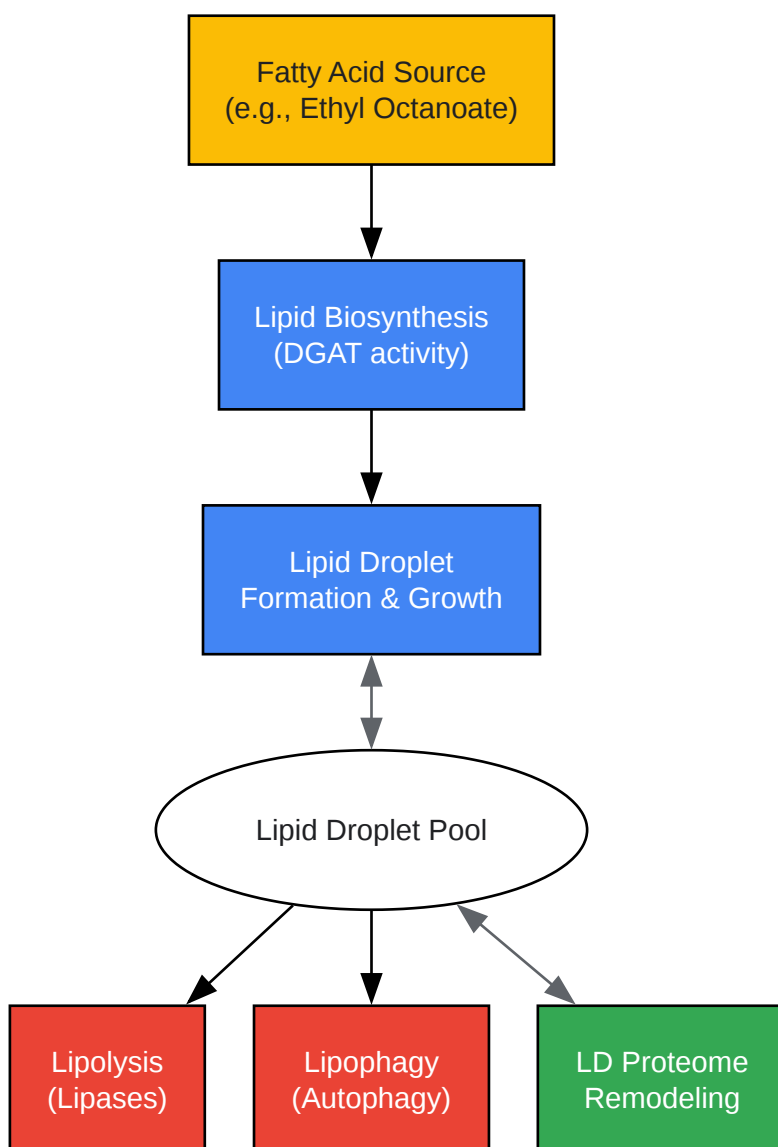 Fatty Acid Source
(e.g., Ethyl Octanoate)
Lipid Biosynthesis
(DGAT activity)
Lipid Droplet
Formation & Growth
Lipid Droplet Pool
Lipolysis
(Lipases)
Lipophagy
(Autophagy)
LD Proteome
Remodeling